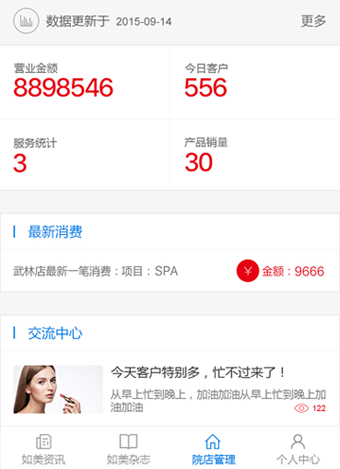 数据更新于 2015-09-14 更多
营业金额 今日客户
8898546 556
服务统计 产品销量
3 30
最新消费
武林店最新一笔消费：项目：SPA ¥ 金额：9666
交流中心
今天客户特别多，忙不过来了！
从早上忙到晚上，加油加油从早上忙到晚上加
油加油 122
如美资讯 如美杂志 院店管理 个人中心